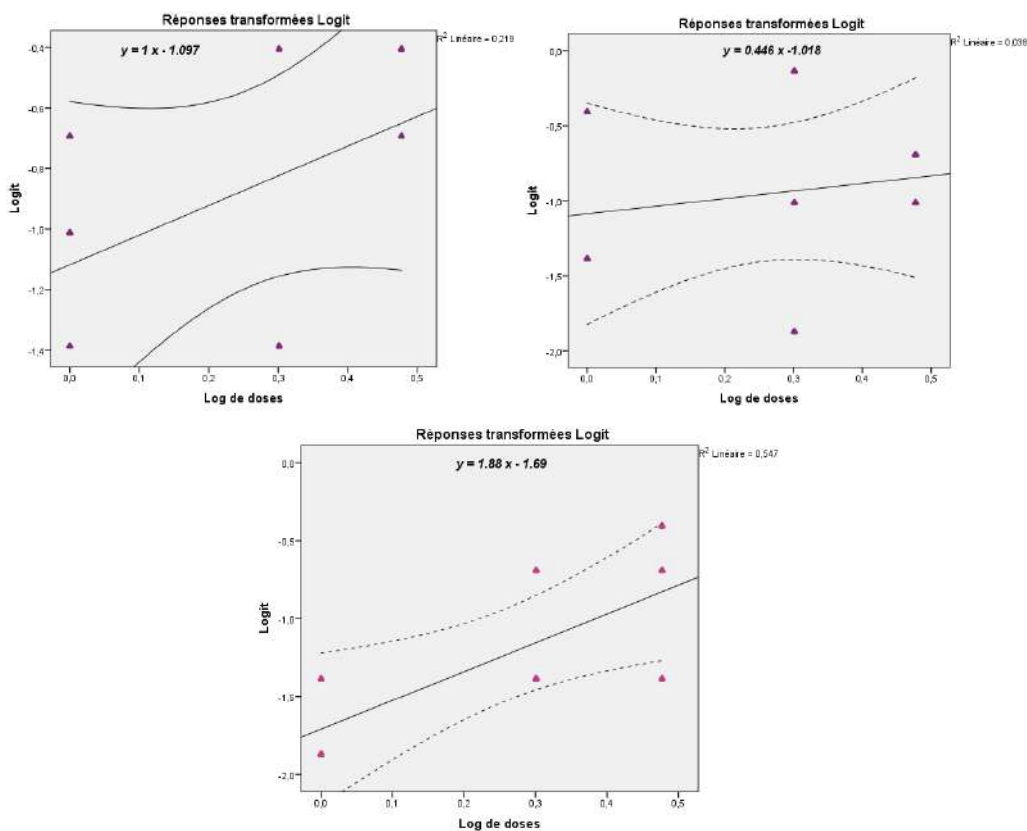 Réponses transformées Logit
R² Linéaire = 0,219
y = 1 x - 1.097
-0,4
-0,6
-0,8
-1,0
-1,2
-1,4
Logit
0,0 0,1 0,2 0,3 0,4 0,5
Log de doses
Réponses transformées Logit
R² Linéaire = 0,038
y = 0.446 x -1.018
0,0
-0,5
-1,0
-1,5
-2,0
Logit
0,0 0,1 0,2 0,3 0,4 0,5
Log de doses
Réponses transformées Logit
R² Linéaire = 0,547
y = 1.88 x - 1.69
0,0
-0,5
-1,0
-1,5
-2,0
Logit
0,0 0,1 0,2 0,3 0,4 0,5
Log de doses